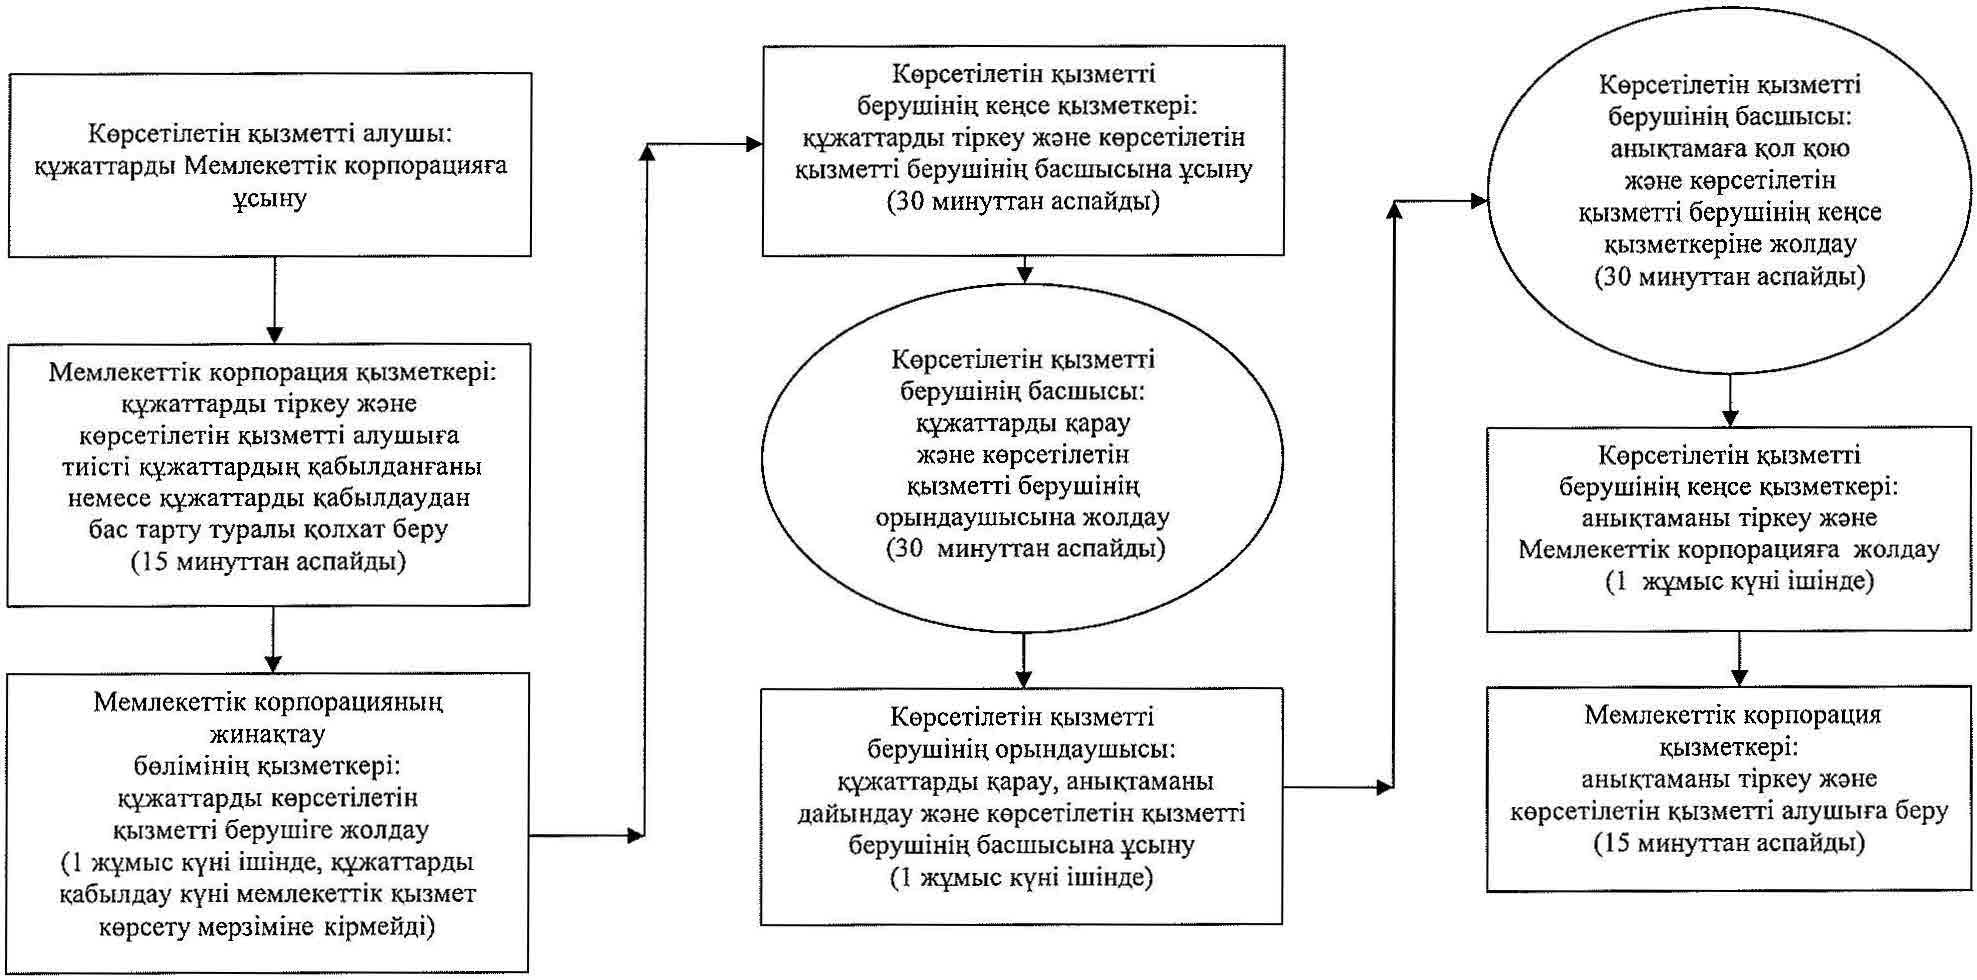 Көрсетілетін қызметті алушы:
құжаттарды Мемлекеттік корпорацияға
ұсыну
Мемлекеттік корпорация қызметкері:
құжаттарды тіркеу және
көрсетілетін қызметті алушыға
тиісті құжаттардың қабылданғаны
немесе құжаттарды қабылдаудан
бас тарту туралы қолхат беру
(15 минуттан аспайды)
Мемлекеттік корпорацияның
жинақтау
бөлімінің қызметкері:
құжаттарды көрсетілетін
қызметті берушіге жолдау
(1 жұмыс күні ішінде, құжаттарды
қабылдау күні мемлекеттік қызмет
көрсету мерзіміне кірмейді)
Көрсетілетін қызметті
берушінің кеңсе қызметкері:
құжаттарды тіркеу және көрсетілетін
қызметті берушінің басшысына ұсыну
(30 минуттан аспайды)
Көрсетілетін қызметті
берушінің басшысы:
құжаттарды қарау
және көрсетілетін
қызметті берушінің
орындаушысына жолдау
(30 минуттан аспайды)
Көрсетілетін қызметті
берушінің орындаушысы:
құжаттарды қарау, анықтаманы
дайындау және көрсетілетін қызметті
берушінің басшысына ұсыну
(1 жұмыс күні ішінде)
Көрсетілетін қызметті
берушінің басшысы:
анықтамаға қол қою
және көрсетілетін
қызметті берушінің кеңсе
қызметкеріне жолдау
(30 минуттан аспайды)
Көрсетілетін қызметті
берушінің кеңсе қызметкері:
анықтаманы тіркеу және
Мемлекеттік корпорацияға жолдау
(1 жұмыс күні ішінде)
Мемлекеттік корпорация
қызметкері:
анықтаманы тіркеу және
көрсетілетін қызметті алушыға беру
(15 минуттан аспайды)